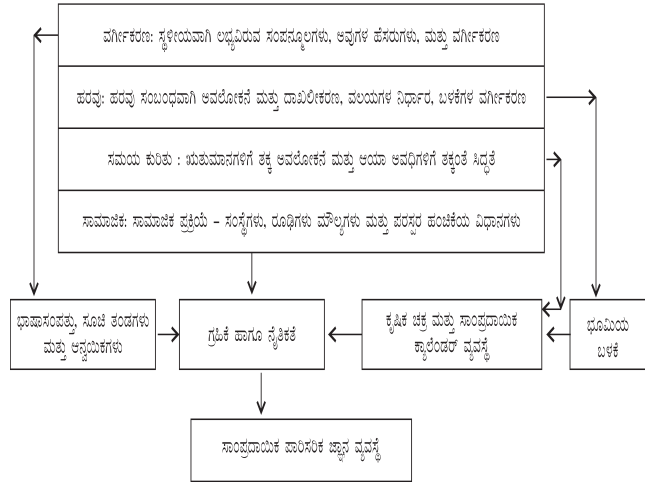 ವರ್ಗೀಕರಣ: ಸ್ಥಳೀಯವಾಗಿ ಲಭ್ಯವಿರುವ ಸಂಪನ್ಮೂಲಗಳು, ಅವುಗಳ ಹೆಸರುಗಳು, ಮತ್ತು ವರ್ಗೀಕರಣ
ಹರವು: ಹರವು ಸಂಬಂಧವಾಗಿ ಅವಲೋಕನೆ ಮತ್ತು ದಾಖಲೀಕರಣ, ವಲಯಗಳ ನಿರ್ಧಾರ, ಬಳಕೆಗಳ ವರ್ಗೀಕರಣ
ಸಮಯ ಕುರಿತು : ಋತುಮಾನಗಳಿಗೆ ತಕ್ಕ ಅವಲೋಕನೆ ಮತ್ತು ಆಯಾ ಅವಧಿಗಳಿಗೆ ತಕ್ಕಂತೆ ಸಿದ್ಧತೆ
ಸಾಮಾಜಿಕ: ಸಾಮಾಜಿಕ ಪ್ರಕ್ರಿಯೆ – ಸಂಸ್ಥೆಗಳು, ರೂಢಿಗಳು ಮೌಲ್ಯಗಳು ಮತ್ತು ಪರಸ್ಪರ ಹಂಚಿಕೆಯ ವಿಧಾನಗಳು
ಭಾಷಾಸಂಪತ್ತು, ಸೂಚಿ ತಂಡಗಳು
ಮತ್ತು ಆನ್ವಯಿಕಗಳು
ಗ್ರಹಿಕೆ ಹಾಗೂ ನೈತಿಕತೆ
ಕೃಷಿಕ ಚಕ್ರ ಮತ್ತು ಸಾಂಪ್ರದಾಯಿಕ
ಕ್ಯಾಲೆಂಡರ್ ವ್ಯವಸ್ಥೆ
ಭೂಮಿಯ
ಬಳಕೆ
ಸಾಂಪ್ರದಾಯಿಕ ಪಾರಿಸರಿಕ ಜ್ಞಾನ ವ್ಯವಸ್ಥೆ